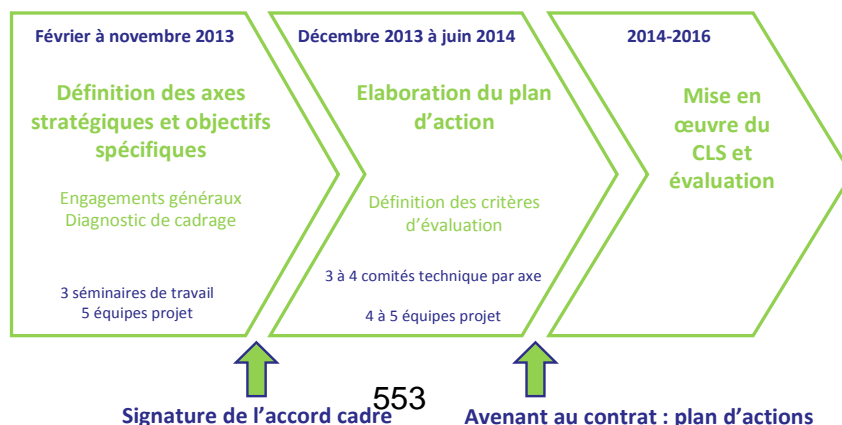 Février à novembre 2013
Définition des axes
stratégiques et objectifs
spécifiques
Engagements généraux
Diagnostic de cadrage
3 séminaires de travail
5 équipes projet
Décembre 2013 à juin 2014
Elaboration du plan
d’action
Définition des critères
d’évaluation
3 à 4 comités technique par axe
4 à 5 équipes projet
2014-2016
Mise en
œuvre du
CLS et
évaluation
553
Signature de l’accord cadre
Avenant au contrat : plan d’actions